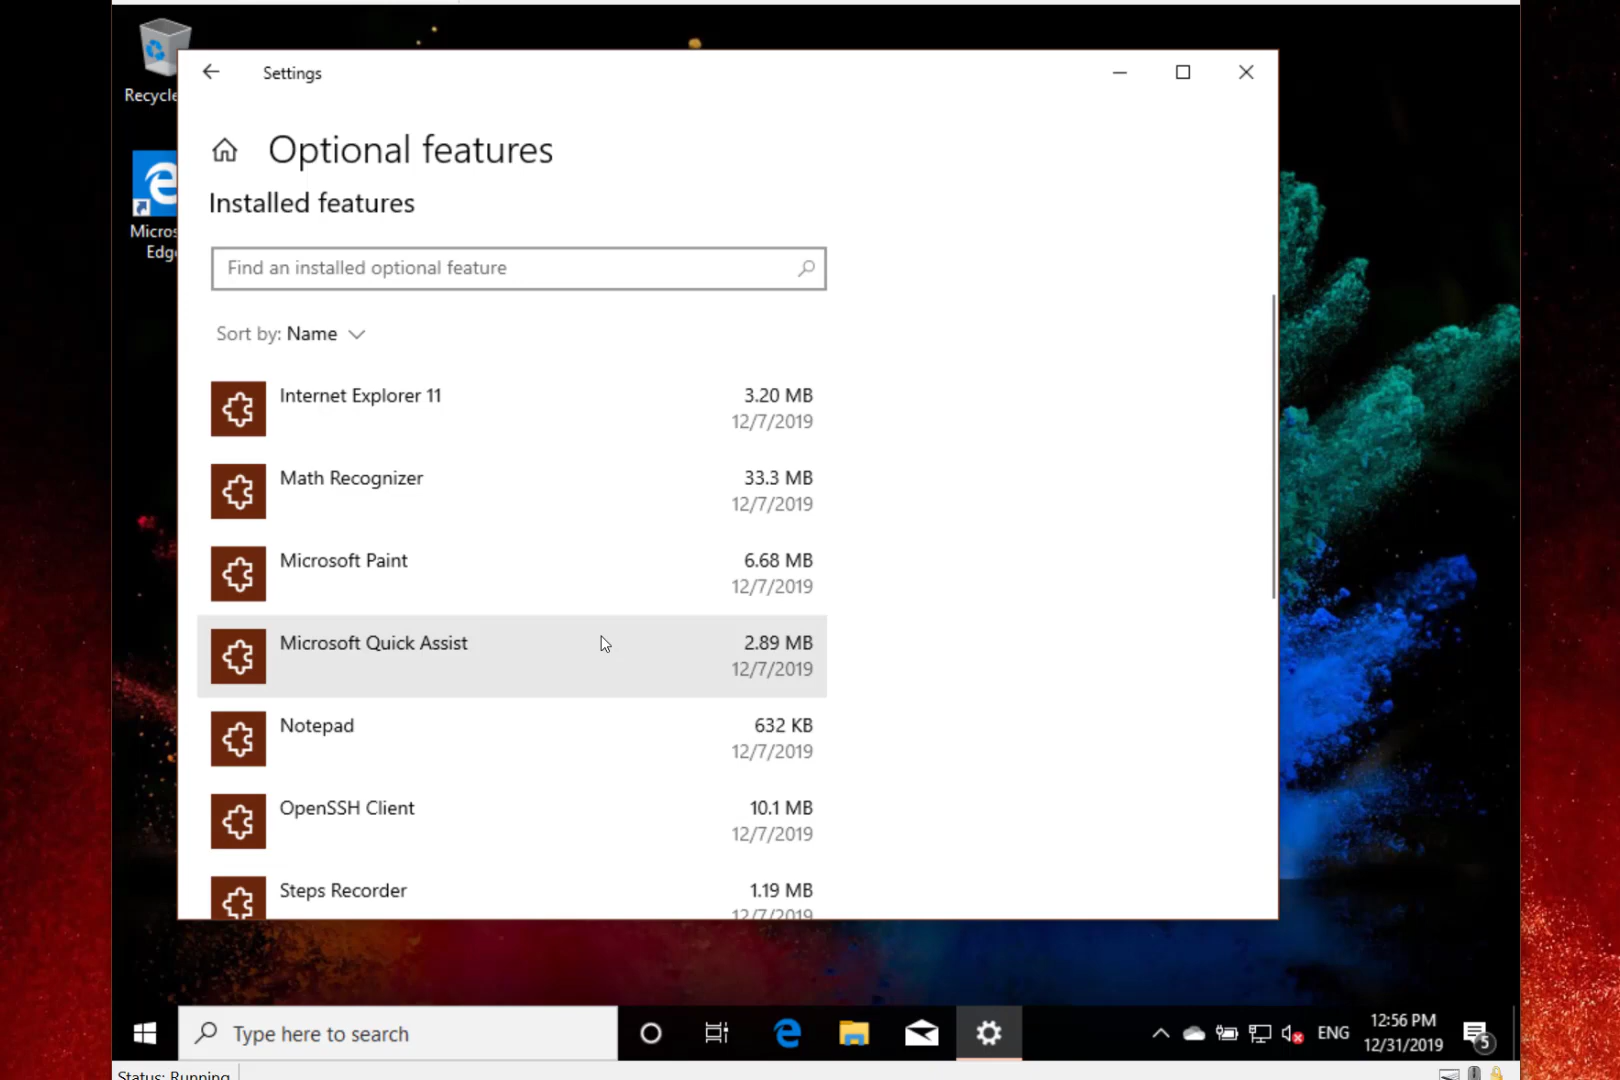 Recycle
Micros
Edge
Settings
Optional features
Installed features
Find an installed optional feature
Sort by: Name
Internet Explorer 11
3.20 MB
12/7/2019
Math Recognizer
33.3 MB
12/7/2019
Microsoft Paint
6.68 MB
12/7/2019
Microsoft Quick Assist
2.89 MB
12/7/2019
Notepad
632 KB
12/7/2019
OpenSSH Client
10.1 MB
12/7/2019
Steps Recorder
1.19 MB
12/7/2019
Type here to search
ENG
12:56 PM
12/31/2019
5
Status: Running